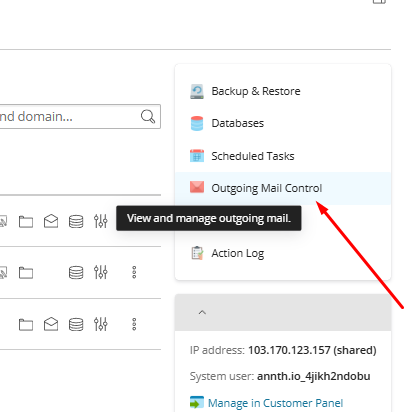 Backup & Restore
nd domain...
Databases
Scheduled Tasks
Outgoing Mail Control
View and manage outgoing mail.
Action Log
IP address: 103.170.123.157 (shared)
System user: annth.io_4jikh2ndobu
Manage in Customer Panel